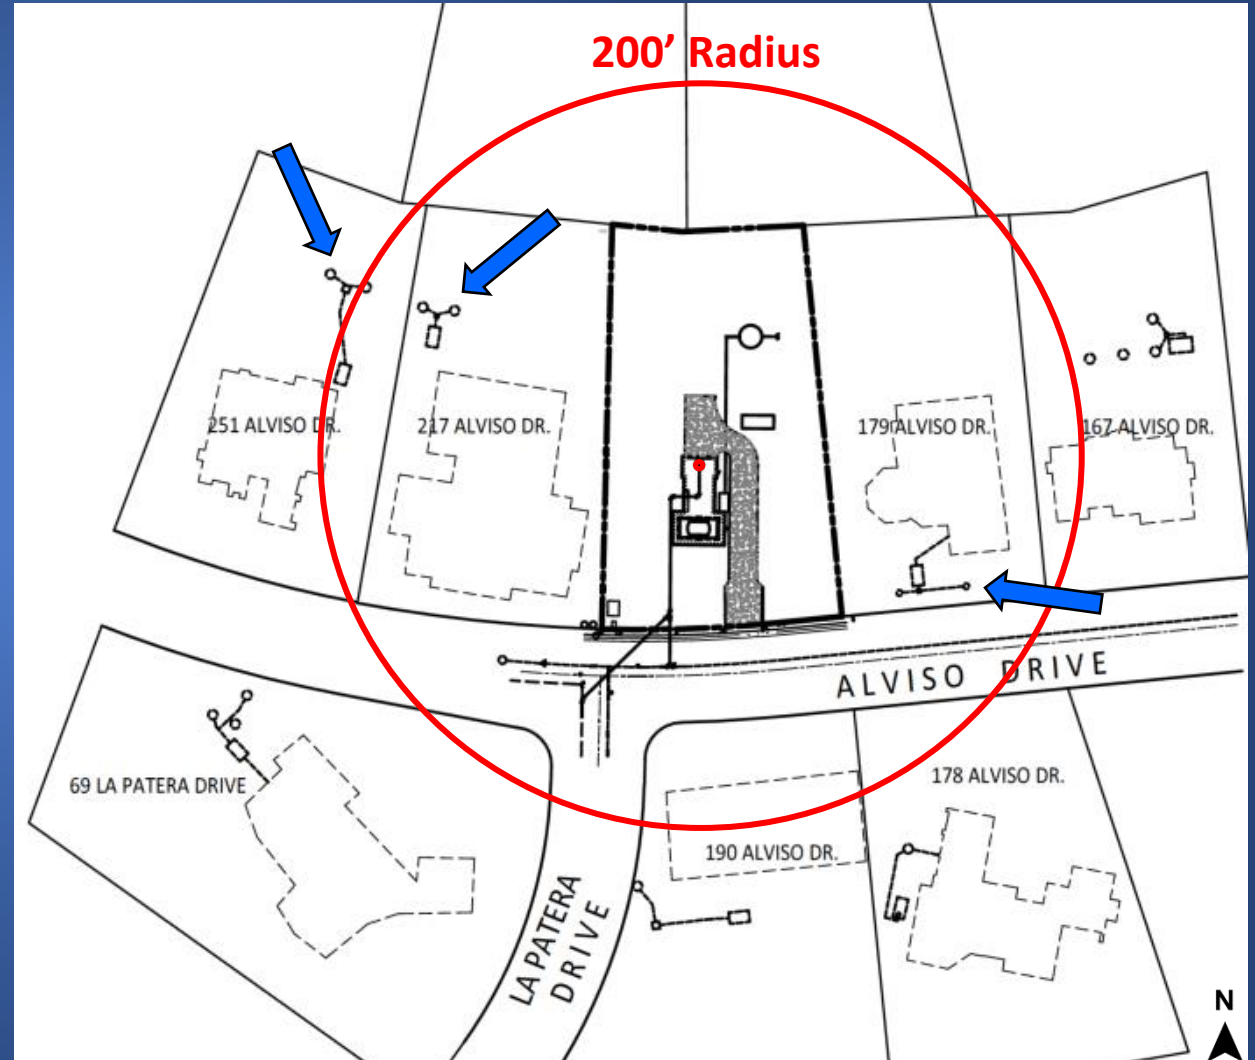 200’ Radius
251 ALVISO DR.
217 ALVISO DR.
179 ALVISO DR.
167 ALVISO DR.
ALVISO DRIVE
69 LA PATERA DRIVE
178 ALVISO DR.
190 ALVISO DR.
LA PATERA
DRIVE
N